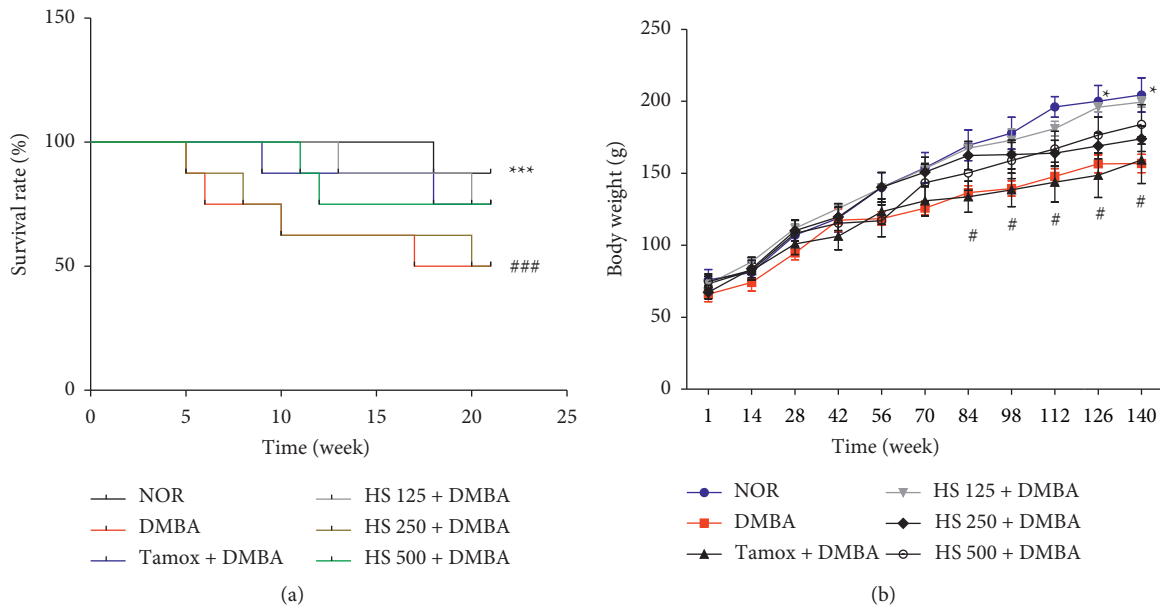 150
100
50
0
Survival rate (%)
***
###
0 5 10 15 20 25
Time (week)
NOR
DMBA
Tamox + DMBA
HS 125 + DMBA
HS 250 + DMBA
HS 500 + DMBA
(a)
250
200
150
100
50
0
Body weight (g)
* *
# # # # #
1 14 28 42 56 70 84 98 112 126 140
Time (week)
NOR
DMBA
Tamox + DMBA
HS 125 + DMBA
HS 250 + DMBA
HS 500 + DMBA
(b)